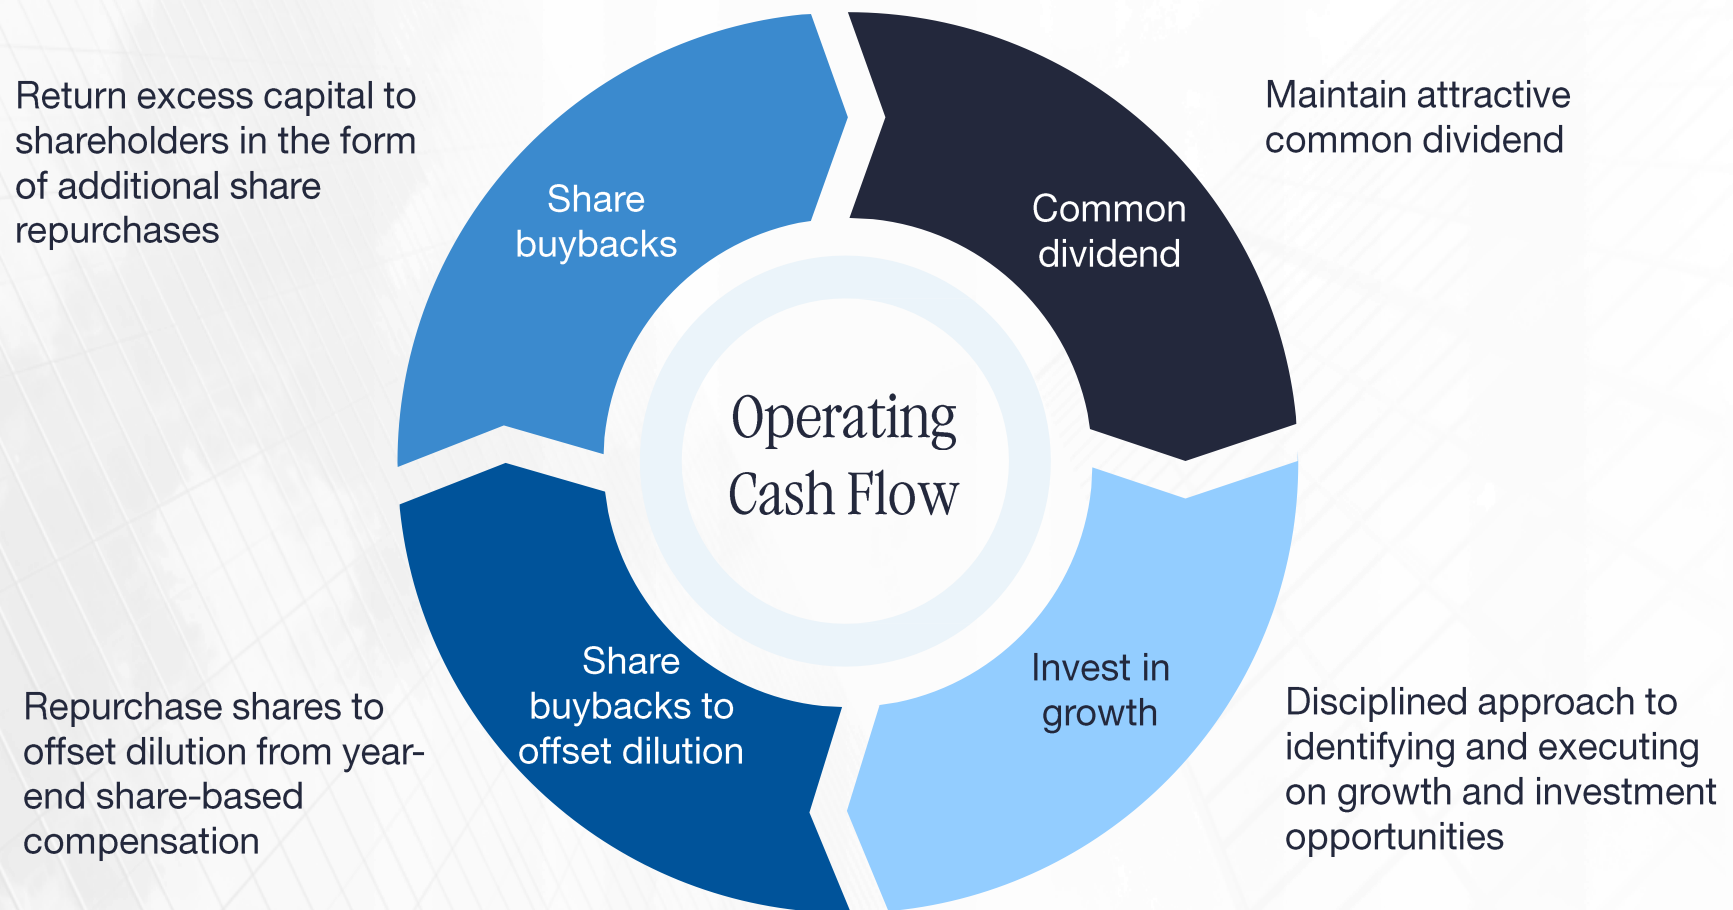 Return excess capital to
shareholders in the form
of additional share
repurchases
Share
buybacks
Common
dividend
Maintain attractive
common dividend
Operating
Cash Flow
Repurchase shares to
offset dilution from year-
end share-based
compensation
Share
buybacks to
offset dilution
Invest in
growth
Disciplined approach to
identifying and executing
on growth and investment
opportunities